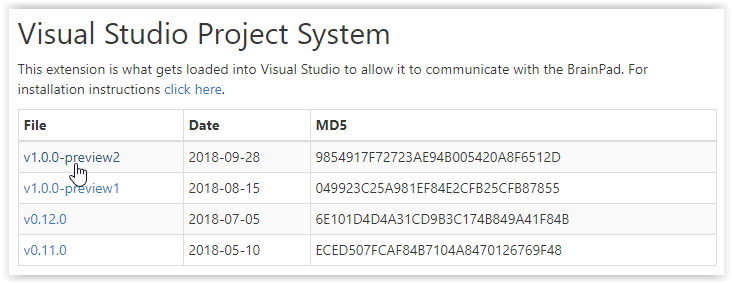 Visual Studio Project System
This extension is what gets loaded into Visual Studio to allow it to communicate with the BrainPad. For
installation instructions click here.
File Date MD5
v1.0.0-preview2 2018-09-28 9854917F72723AE94B005420A8F6512D
v1.0.0-preview1 2018-08-15 049923C25A981EF84E2CFB25CFB87855
v0.12.0 2018-07-05 6E101D4D4A31CD9B3C174B849A41F84B
v0.11.0 2018-05-10 ECED507FCAF84B7104A8470126769F48